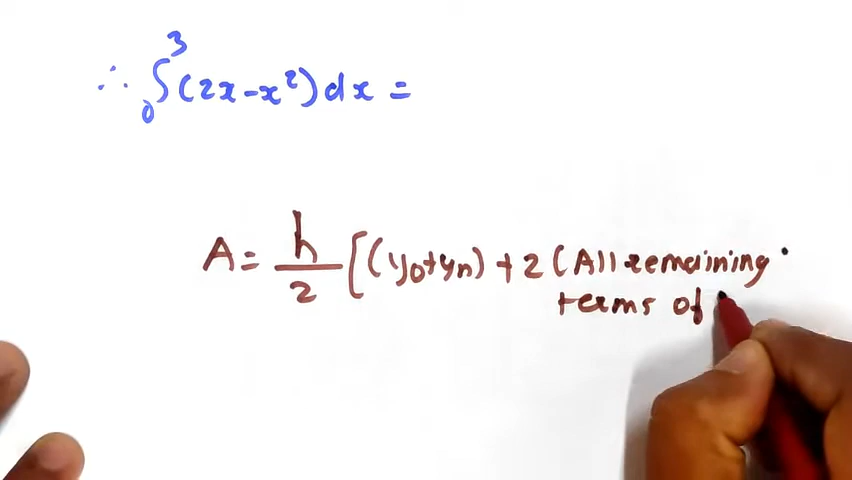 ∴ ∫₀³ (2x-x²) dx =
A = h/2 [(y₀+yₙ) + 2 (All remaining
terms of